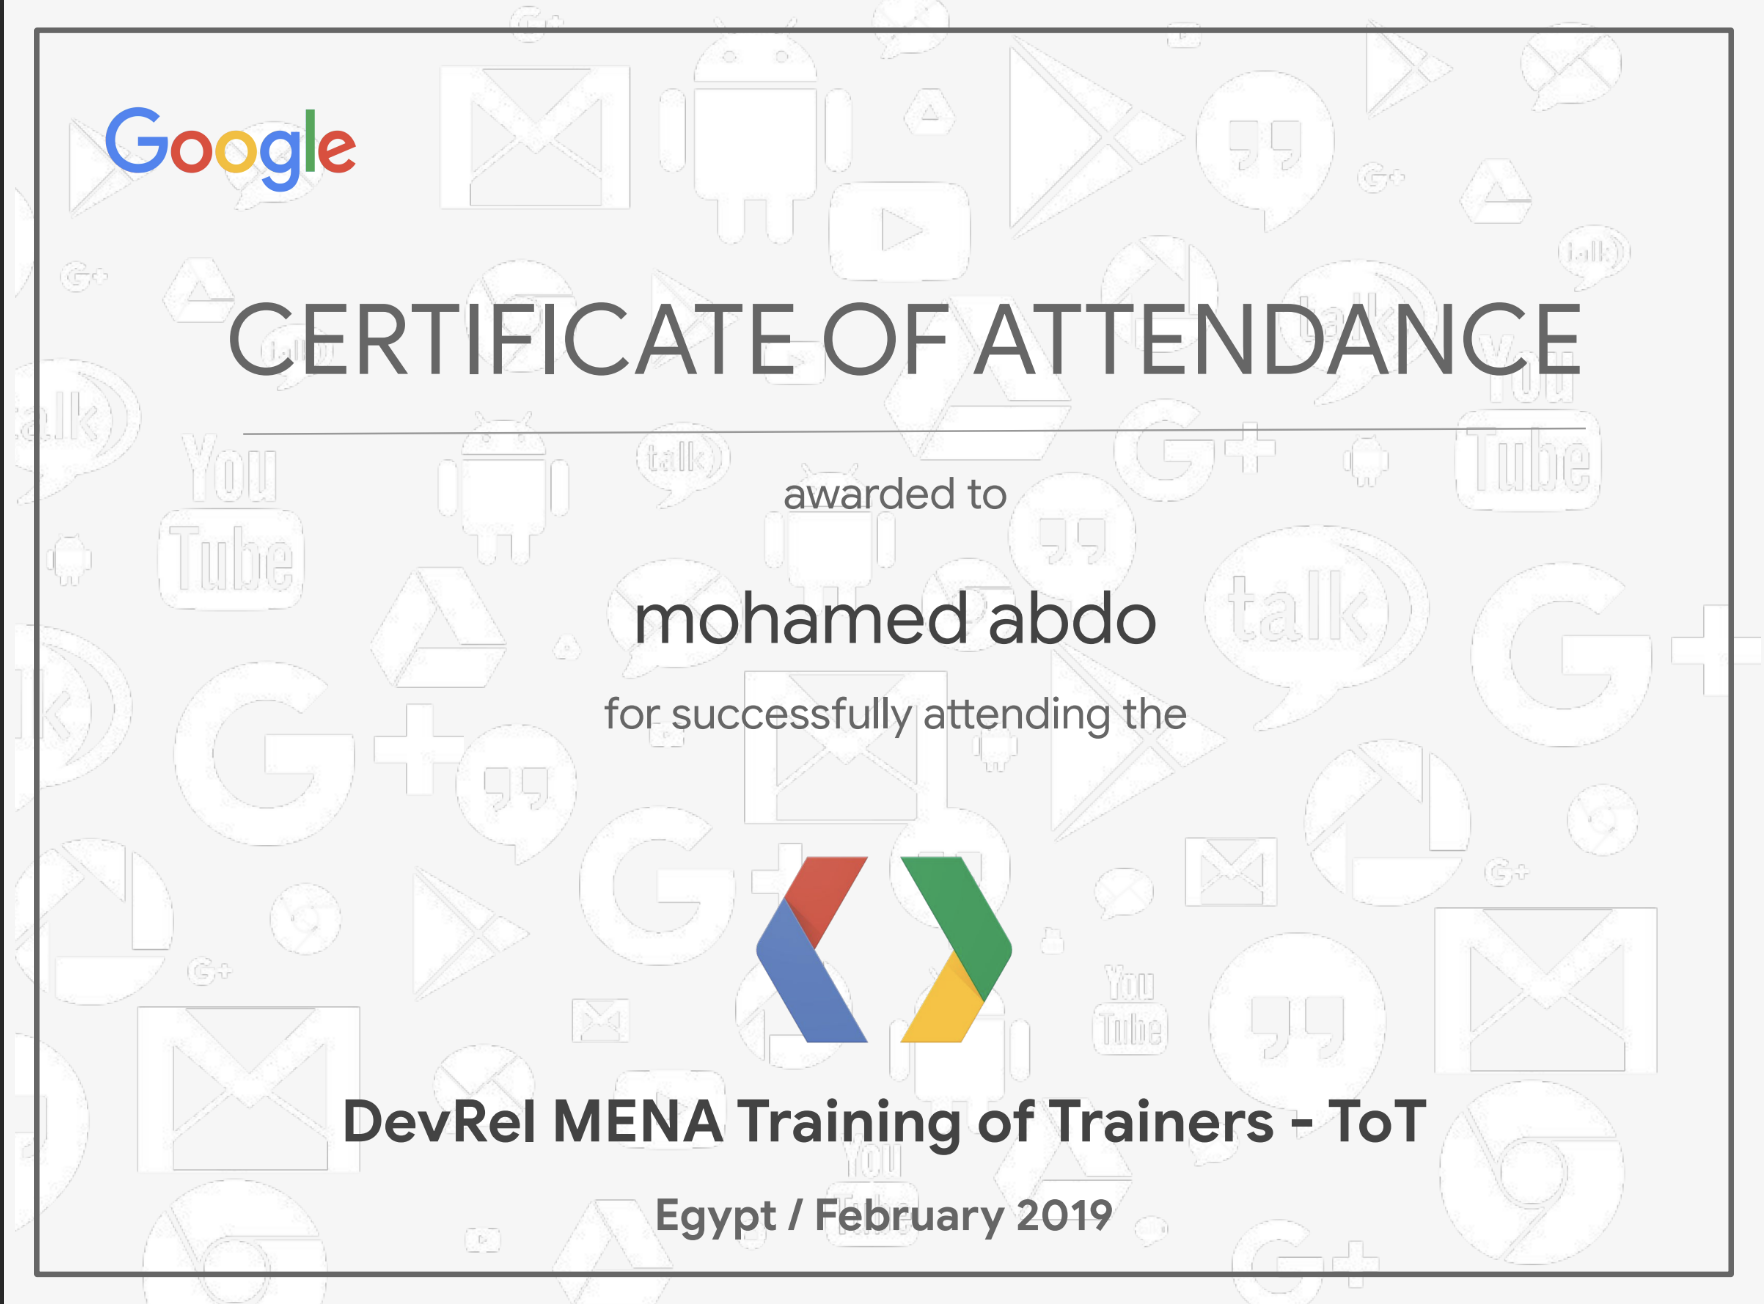 Google
CERTIFICATE OF ATTENDANCE
awarded to
mohamed abdo
for successfully attending the
DevRel MENA Training of Trainers - ToT
Egypt / February 2019